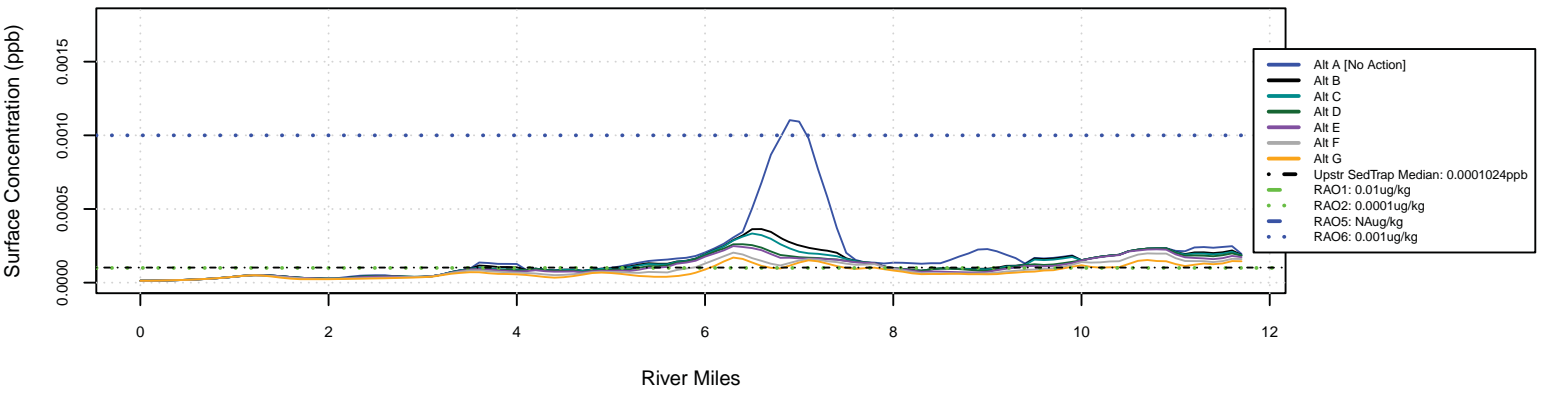 Surface Concentration (ppb)
0.0015
0.0010
0.0005
0.0000
0 2 4 6 8 10 12
River Miles
Alt A [No Action]
Alt B
Alt C
Alt D
Alt E
Alt F
Alt G
Upstr SedTrap Median: 0.0001024ppb
RAO1: 0.01ug/kg
RAO2: 0.0001ug/kg
RAO5: NAug/kg
RAO6: 0.001ug/kg